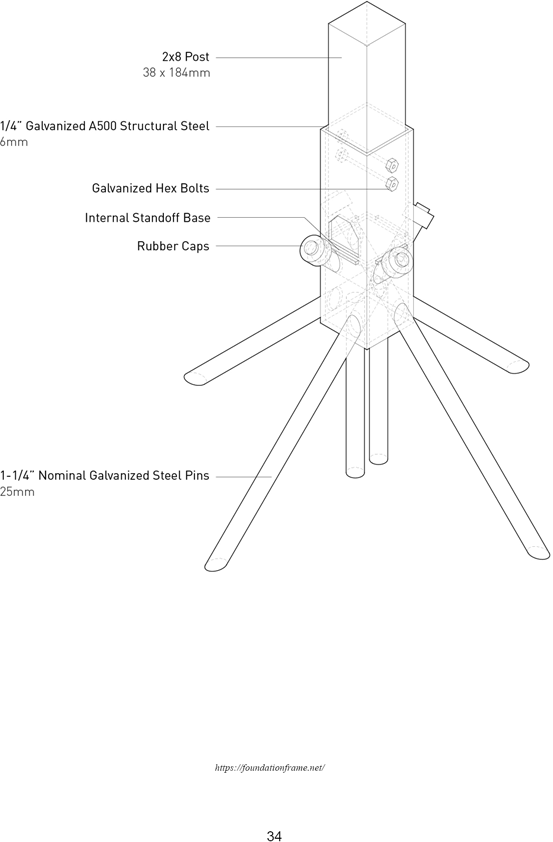 2x8 Post
38 x 184mm
1/4” Galvanized A500 Structural Steel
6mm
Galvanized Hex Bolts
Internal Standoff Base
Rubber Caps
1-1/4” Nominal Galvanized Steel Pins
25mm
https://foundationframe.net/
34